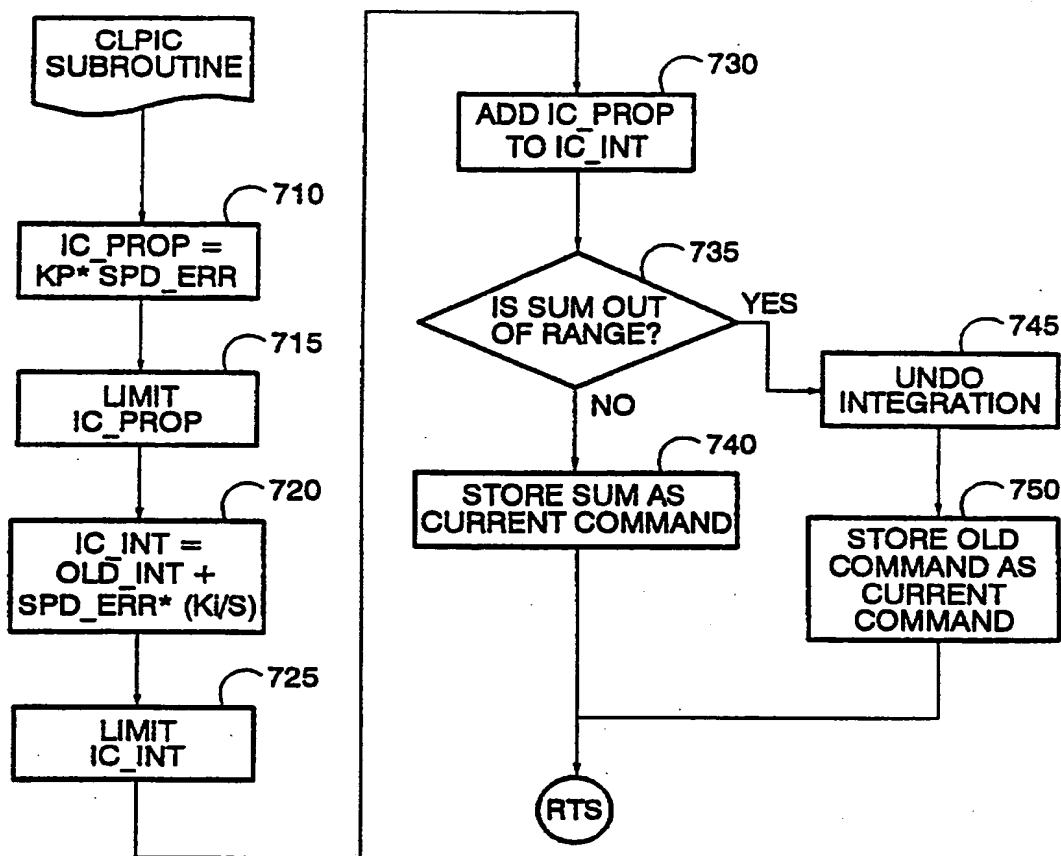 CLPIC
SUBROUTINE
710
IC_PROP =
KP* SPD_ERR
715
LIMIT
IC_PROP
720
IC_INT =
OLD_INT +
SPD_ERR* (Ki/S)
725
LIMIT
IC_INT
730
ADD IC_PROP
TO IC_INT
735
IS SUM OUT
OF RANGE?
YES
NO
740
STORE SUM AS
CURRENT COMMAND
745
UNDO
INTEGRATION
750
STORE OLD
COMMAND AS
CURRENT
COMMAND
RTS